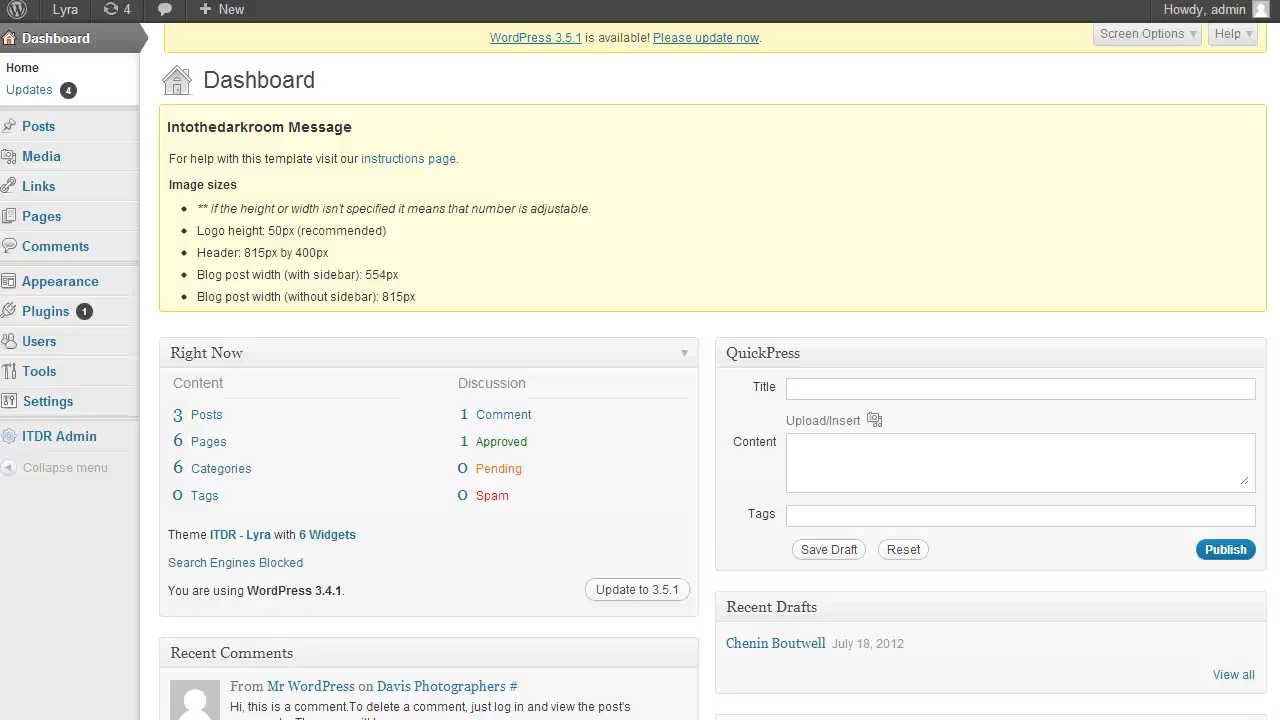 Lyra 4 + New Howdy, admin
Dashboard
Home
Updates 4
Posts
Media
Links
Pages
Comments
Appearance
Plugins 1
Users
Tools
Settings
ITDR Admin
Collapse menu
WordPress 3.5.1 is available! Please update now.
Screen Options Help
Dashboard
Intothedarkroom Message
For help with this template visit our instructions page.
Image sizes
** If the height or width isn't specified it means that number is adjustable.
Logo height: 50px (recommended)
Header: 815px by 400px
Blog post width (with sidebar): 554px
Blog post width (without sidebar): 815px
Right Now
Content
3 Posts
6 Pages
6 Categories
0 Tags
Discussion
1 Comment
1 Approved
0 Pending
0 Spam
Theme ITDR - Lyra with 6 Widgets
Search Engines Blocked
You are using WordPress 3.4.1.
Update to 3.5.1
Recent Comments
From Mr WordPress on Davis Photographers #
Hi, this is a comment.To delete a comment, just log in and view the post's
QuickPress
Title
Upload/Insert
Content
Tags
Save Draft Reset Publish
Recent Drafts
Chenin Boutwell July 18, 2012
View all